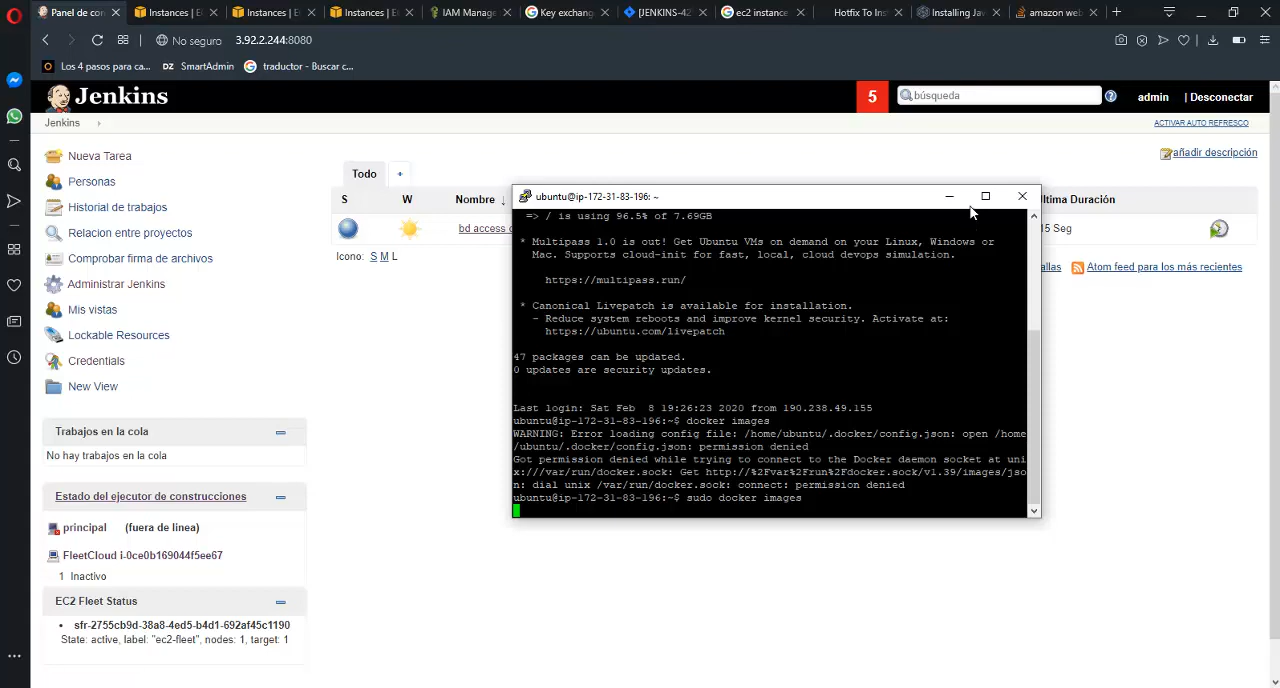 Panel de con
Instances | E
Instances | E
Instances | E
IAM Manage
Key exchang
[JENKINS-42
ec2 instance
Hotfix To Ins
Installing Jav
amazon web
No seguro
3.92.2.244:8080
Los 4 pasos para ca...
DZ SmartAdmin
traductor - Buscar c...
Jenkins
5
búsqueda
admin
| Desconectar
Jenkins
ACTIVAR AUTO REFRESCO
añadir descripción
Nueva Tarea
Personas
Historial de trabajos
Relacion entre proyectos
Comprobar firma de archivos
Administrar Jenkins
Mis vistas
Lockable Resources
Credentials
New View
Todo
+
S
W
Nombre ↓
ltima Duración
bd access
15 Seg
Icono: S M L
allas
Atom feed para los más recientes
ubuntu@ip-172-31-83-196: ~
=> / is using 96.5% of 7.69GB
* Multipass 1.0 is out! Get Ubuntu VMs on demand on your Linux, Windows or
Mac. Supports cloud-init for fast, local, cloud devops simulation.
https://multipass.run/
* Canonical Livepatch is available for installation.
- Reduce system reboots and improve kernel security. Activate at:
https://ubuntu.com/livepatch
47 packages can be updated.
0 updates are security updates.
Last login: Sat Feb  8 19:26:23 2020 from 190.238.49.155
ubuntu@ip-172-31-83-196:~$ docker images
WARNING: Error loading config file: /home/ubuntu/.docker/config.json: open /home
/ubuntu/.docker/config.json: permission denied
Got permission denied while trying to connect to the Docker daemon socket at uni
x:///var/run/docker.sock: Get http://%2Fvar%2Frun%2Fdocker.sock/v1.39/images/jso
n: dial unix /var/run/docker.sock: connect: permission denied
ubuntu@ip-172-31-83-196:~$ sudo docker images
Trabajos en la cola
No hay trabajos en la cola
Estado del ejecutor de construcciones
principal (fuera de linea)
FleetCloud i-0ce0b169044f5ee67
1 Inactivo
EC2 Fleet Status
sfr-2755cb9d-38a8-4ed5-b4d1-692af45c1190
State: active, label: "ec2-fleet", nodes: 1, target: 1